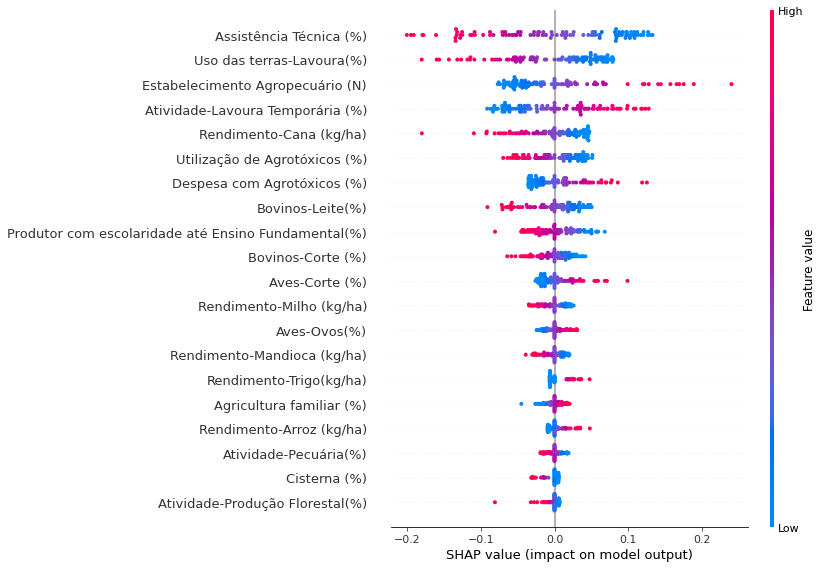 High
Assistência Técnica (%)
Uso das terras-Lavoura(%)
Estabelecimento Agropecuário (N)
Atividade-Lavoura Temporária (%)
Rendimento-Cana (kg/ha)
Utilização de Agrotóxicos (%)
Despesa com Agrotóxicos (%)
Bovinos-Leite(%)
Produtor com escolaridade até Ensino Fundamental(%)
Bovinos-Corte (%)
Aves-Corte (%)
Rendimento-Milho (kg/ha)
Aves-Ovos(%)
Rendimento-Mandioca (kg/ha)
Rendimento-Trigo(kg/ha)
Agricultura familiar (%)
Rendimento-Arroz (kg/ha)
Atividade-Pecuária(%)
Cisterna (%)
Atividade-Produção Florestal(%)
Feature value
Low
−0.2 −0.1 0.0 0.1 0.2
SHAP value (impact on model output)